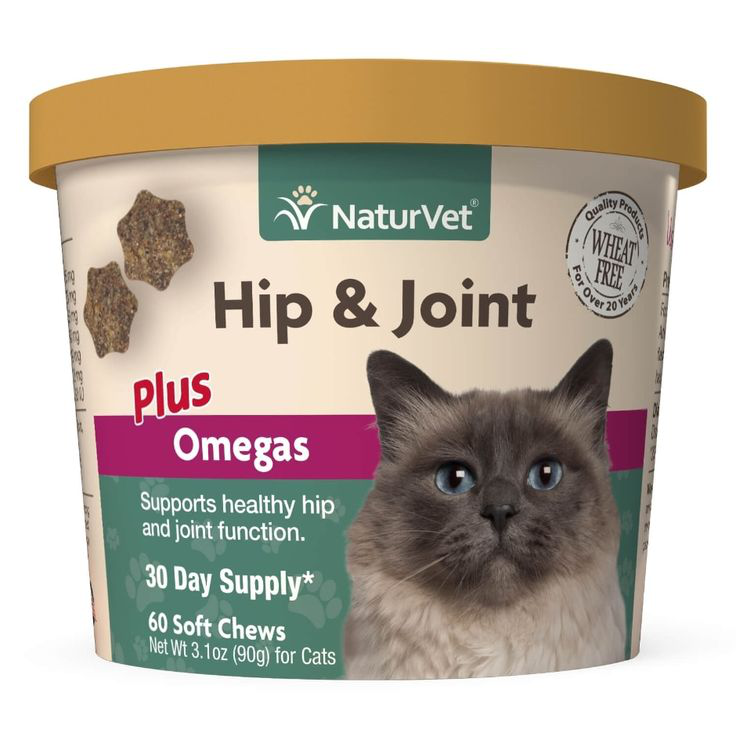 NaturVet®
Quality Products
WHEAT
FREE
For Over 20 Years
Hip & Joint
Plus
Omegas
Supports healthy hip
and joint function.
30 Day Supply*
60 Soft Chews
Net Wt 3.1oz (90g) for Cats